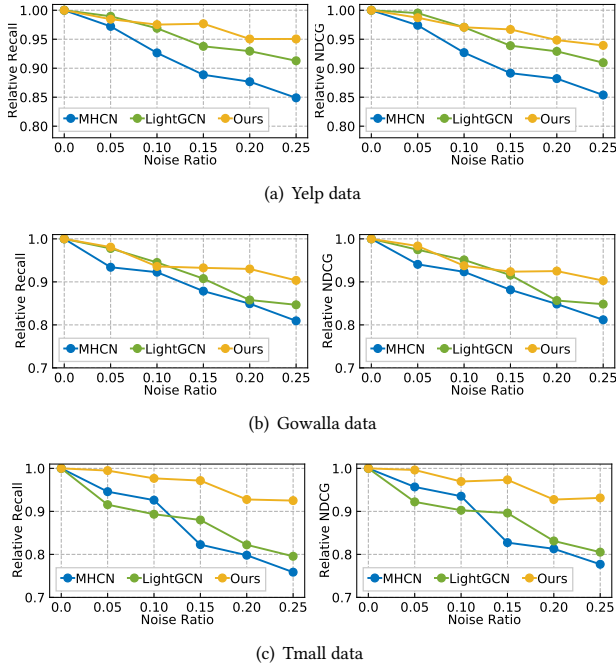 Relative Recall
1.00
0.95
0.90
0.85
0.80
MHCN LightGCN Ours
0.0 0.05 0.10 0.15 0.20 0.25
Noise Ratio
Relative NDCG
1.00
0.95
0.90
0.85
0.80
MHCN LightGCN Ours
0.0 0.05 0.10 0.15 0.20 0.25
Noise Ratio
(a) Yelp data
Relative Recall
1.0
0.9
0.8
0.7
MHCN LightGCN Ours
0.0 0.05 0.10 0.15 0.20 0.25
Noise Ratio
Relative NDCG
1.0
0.9
0.8
0.7
MHCN LightGCN Ours
0.0 0.05 0.10 0.15 0.20 0.25
Noise Ratio
(b) Gowalla data
Relative Recall
1.0
0.9
0.8
0.7
MHCN LightGCN Ours
0.0 0.05 0.10 0.15 0.20 0.25
Noise Ratio
Relative NDCG
1.0
0.9
0.8
0.7
MHCN LightGCN Ours
0.0 0.05 0.10 0.15 0.20 0.25
Noise Ratio
(c) Tmall data